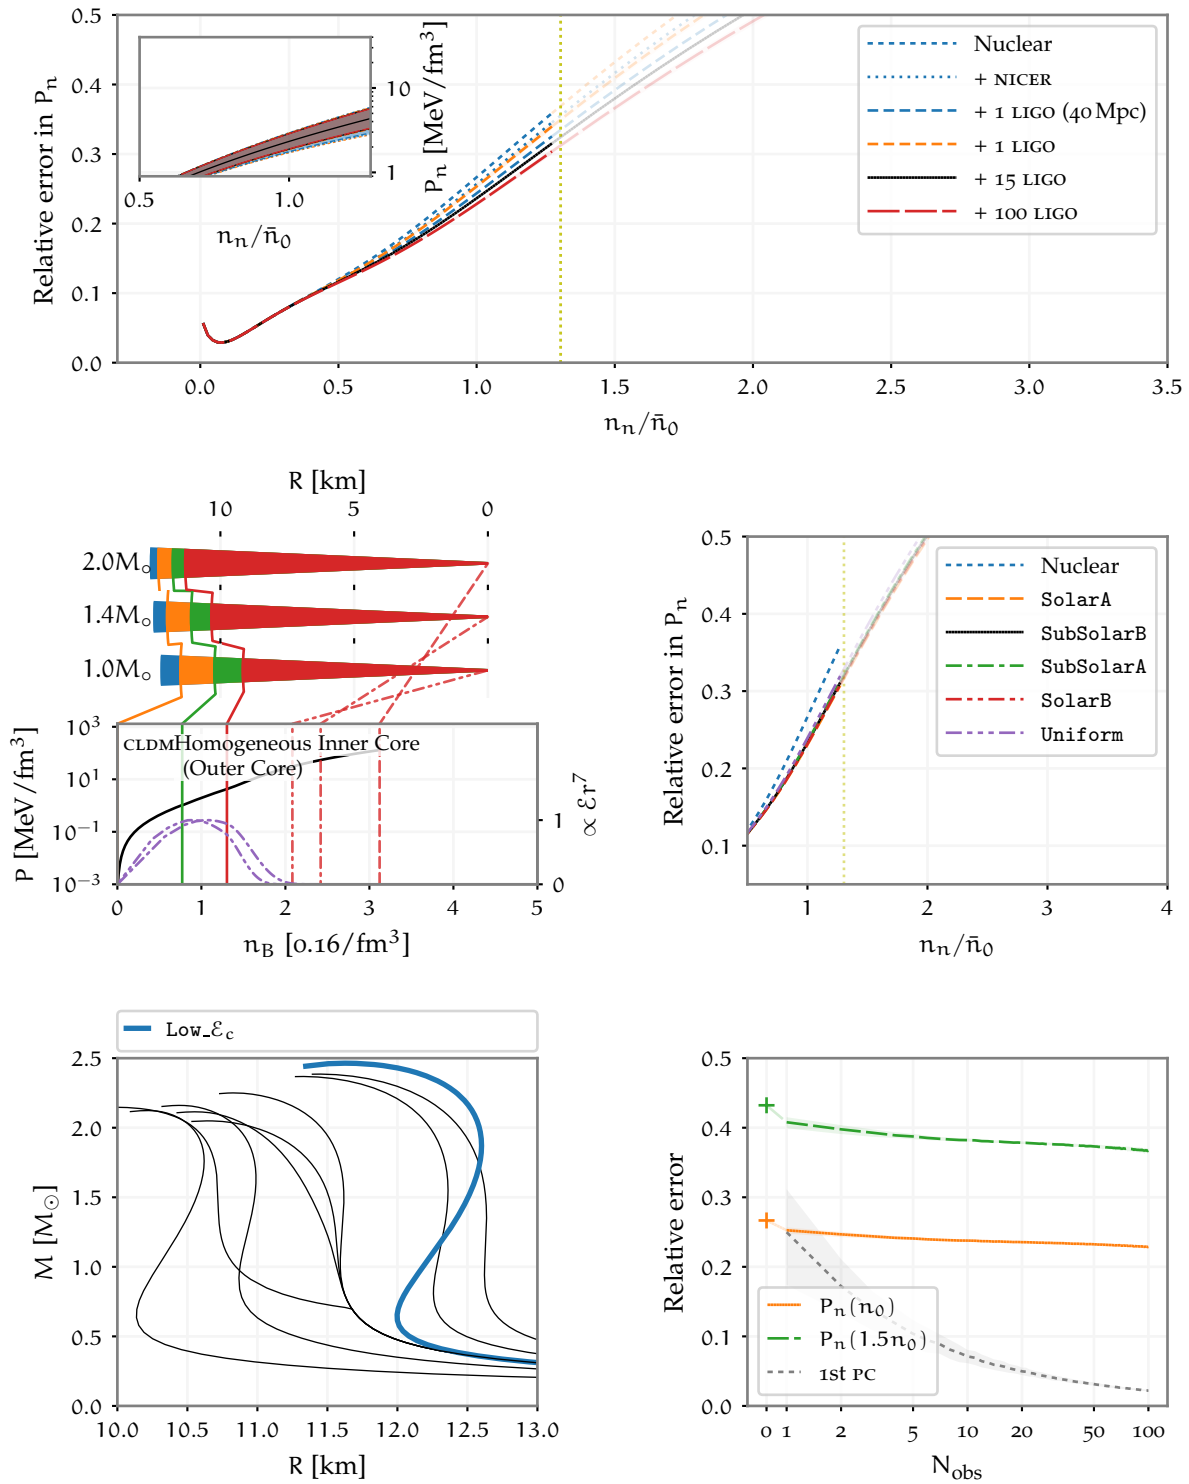 0.5
0.4
0.3
0.2
0.1
0.0
Relative error in Pₙ
10
1
Pₙ [MeV/fm³]
0.5 1.0
nₙ/n̄₀
Nuclear
+ NICER
+ 1 LIGO (40 Mpc)
+ 1 LIGO
+ 15 LIGO
+ 100 LIGO
0.0 0.5 1.0 1.5 2.0 2.5 3.0 3.5
nₙ/n̄₀
R [km]
10 5 0
2.0M⊙
1.4M⊙
1.0M⊙
10³
10¹
10⁻¹
10⁻³
P [MeV/fm³]
CLDM Homogeneous Inner Core
(Outer Core)
1
0
∝ ℰr⁷
0 1 2 3 4 5
n_B [0.16/fm³]
0.5
0.4
0.3
0.2
0.1
Relative error in Pₙ
Nuclear
SolarA
SubSolarB
SubSolarA
SolarB
Uniform
1 2 3 4
nₙ/n̄₀
Low_ℰ_c
2.5
2.0
1.5
1.0
0.5
0.0
M [M⊙]
10.0 10.5 11.0 11.5 12.0 12.5 13.0
R [km]
0.5
0.4
0.3
0.2
0.1
0.0
Relative error
Pₙ(n₀)
Pₙ(1.5n₀)
1st PC
0 1 2 5 10 20 50 100
N_obs